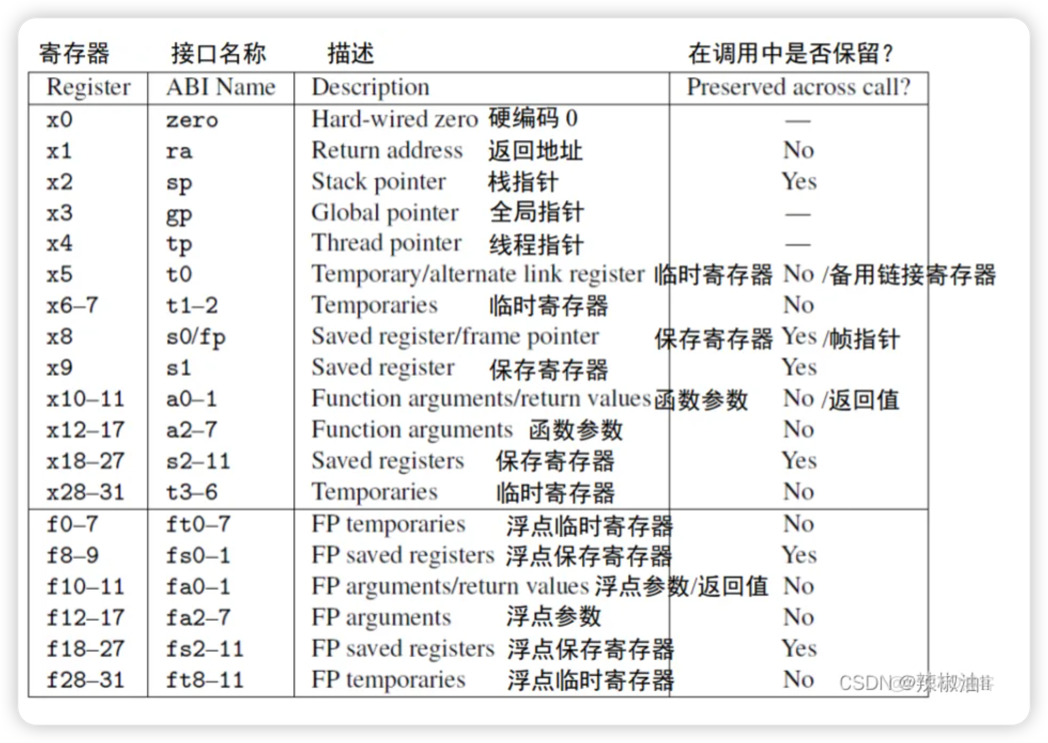 寄存器 接口名称 描述 在调用中是否保留？
Register ABI Name Description Preserved across call?
x0 zero Hard-wired zero 硬编码 0 —
x1 ra Return address 返回地址 No
x2 sp Stack pointer 栈指针 Yes
x3 gp Global pointer 全局指针 —
x4 tp Thread pointer 线程指针 —
x5 t0 Temporary/alternate link register 临时寄存器 No /备用链接寄存器
x6–7 t1–2 Temporaries 临时寄存器 No
x8 s0/fp Saved register/frame pointer 保存寄存器 Yes /帧指针
x9 s1 Saved register 保存寄存器 Yes
x10–11 a0–1 Function arguments/return values 函数参数 No /返回值
x12–17 a2–7 Function arguments 函数参数 No
x18–27 s2–11 Saved registers 保存寄存器 Yes
x28–31 t3–6 Temporaries 临时寄存器 No
f0–7 ft0–7 FP temporaries 浮点临时寄存器 No
f8–9 fs0–1 FP saved registers 浮点保存寄存器 Yes
f10–11 fa0–1 FP arguments/return values 浮点参数/返回值 No
f12–17 fa2–7 FP arguments 浮点参数 No
f18–27 fs2–11 FP saved registers 浮点保存寄存器 Yes
f28–31 ft8–11 FP temporaries 浮点临时寄存器 No
CSDN @辣椒油